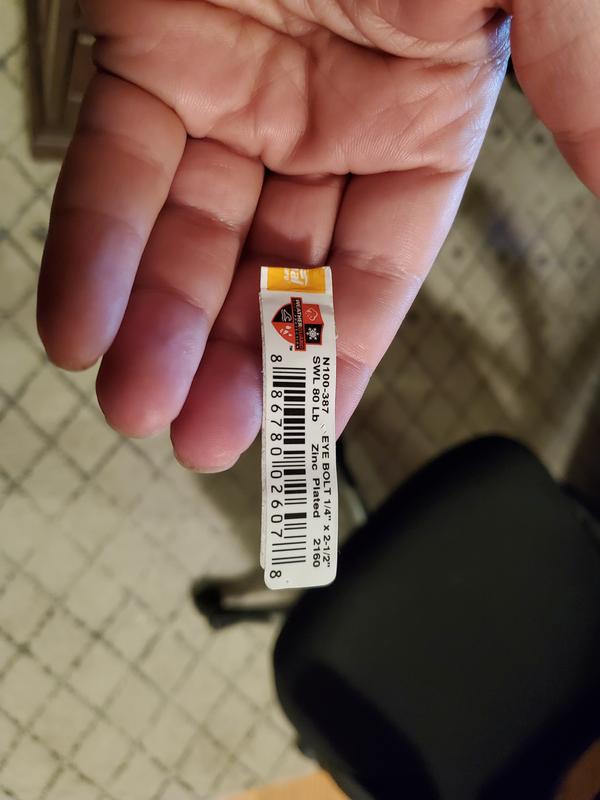 N100-387 EYE BOLT 1/4" x 2-1/2"
SWL 80 Lb Zinc Plated 2160
8 86780 02607 8